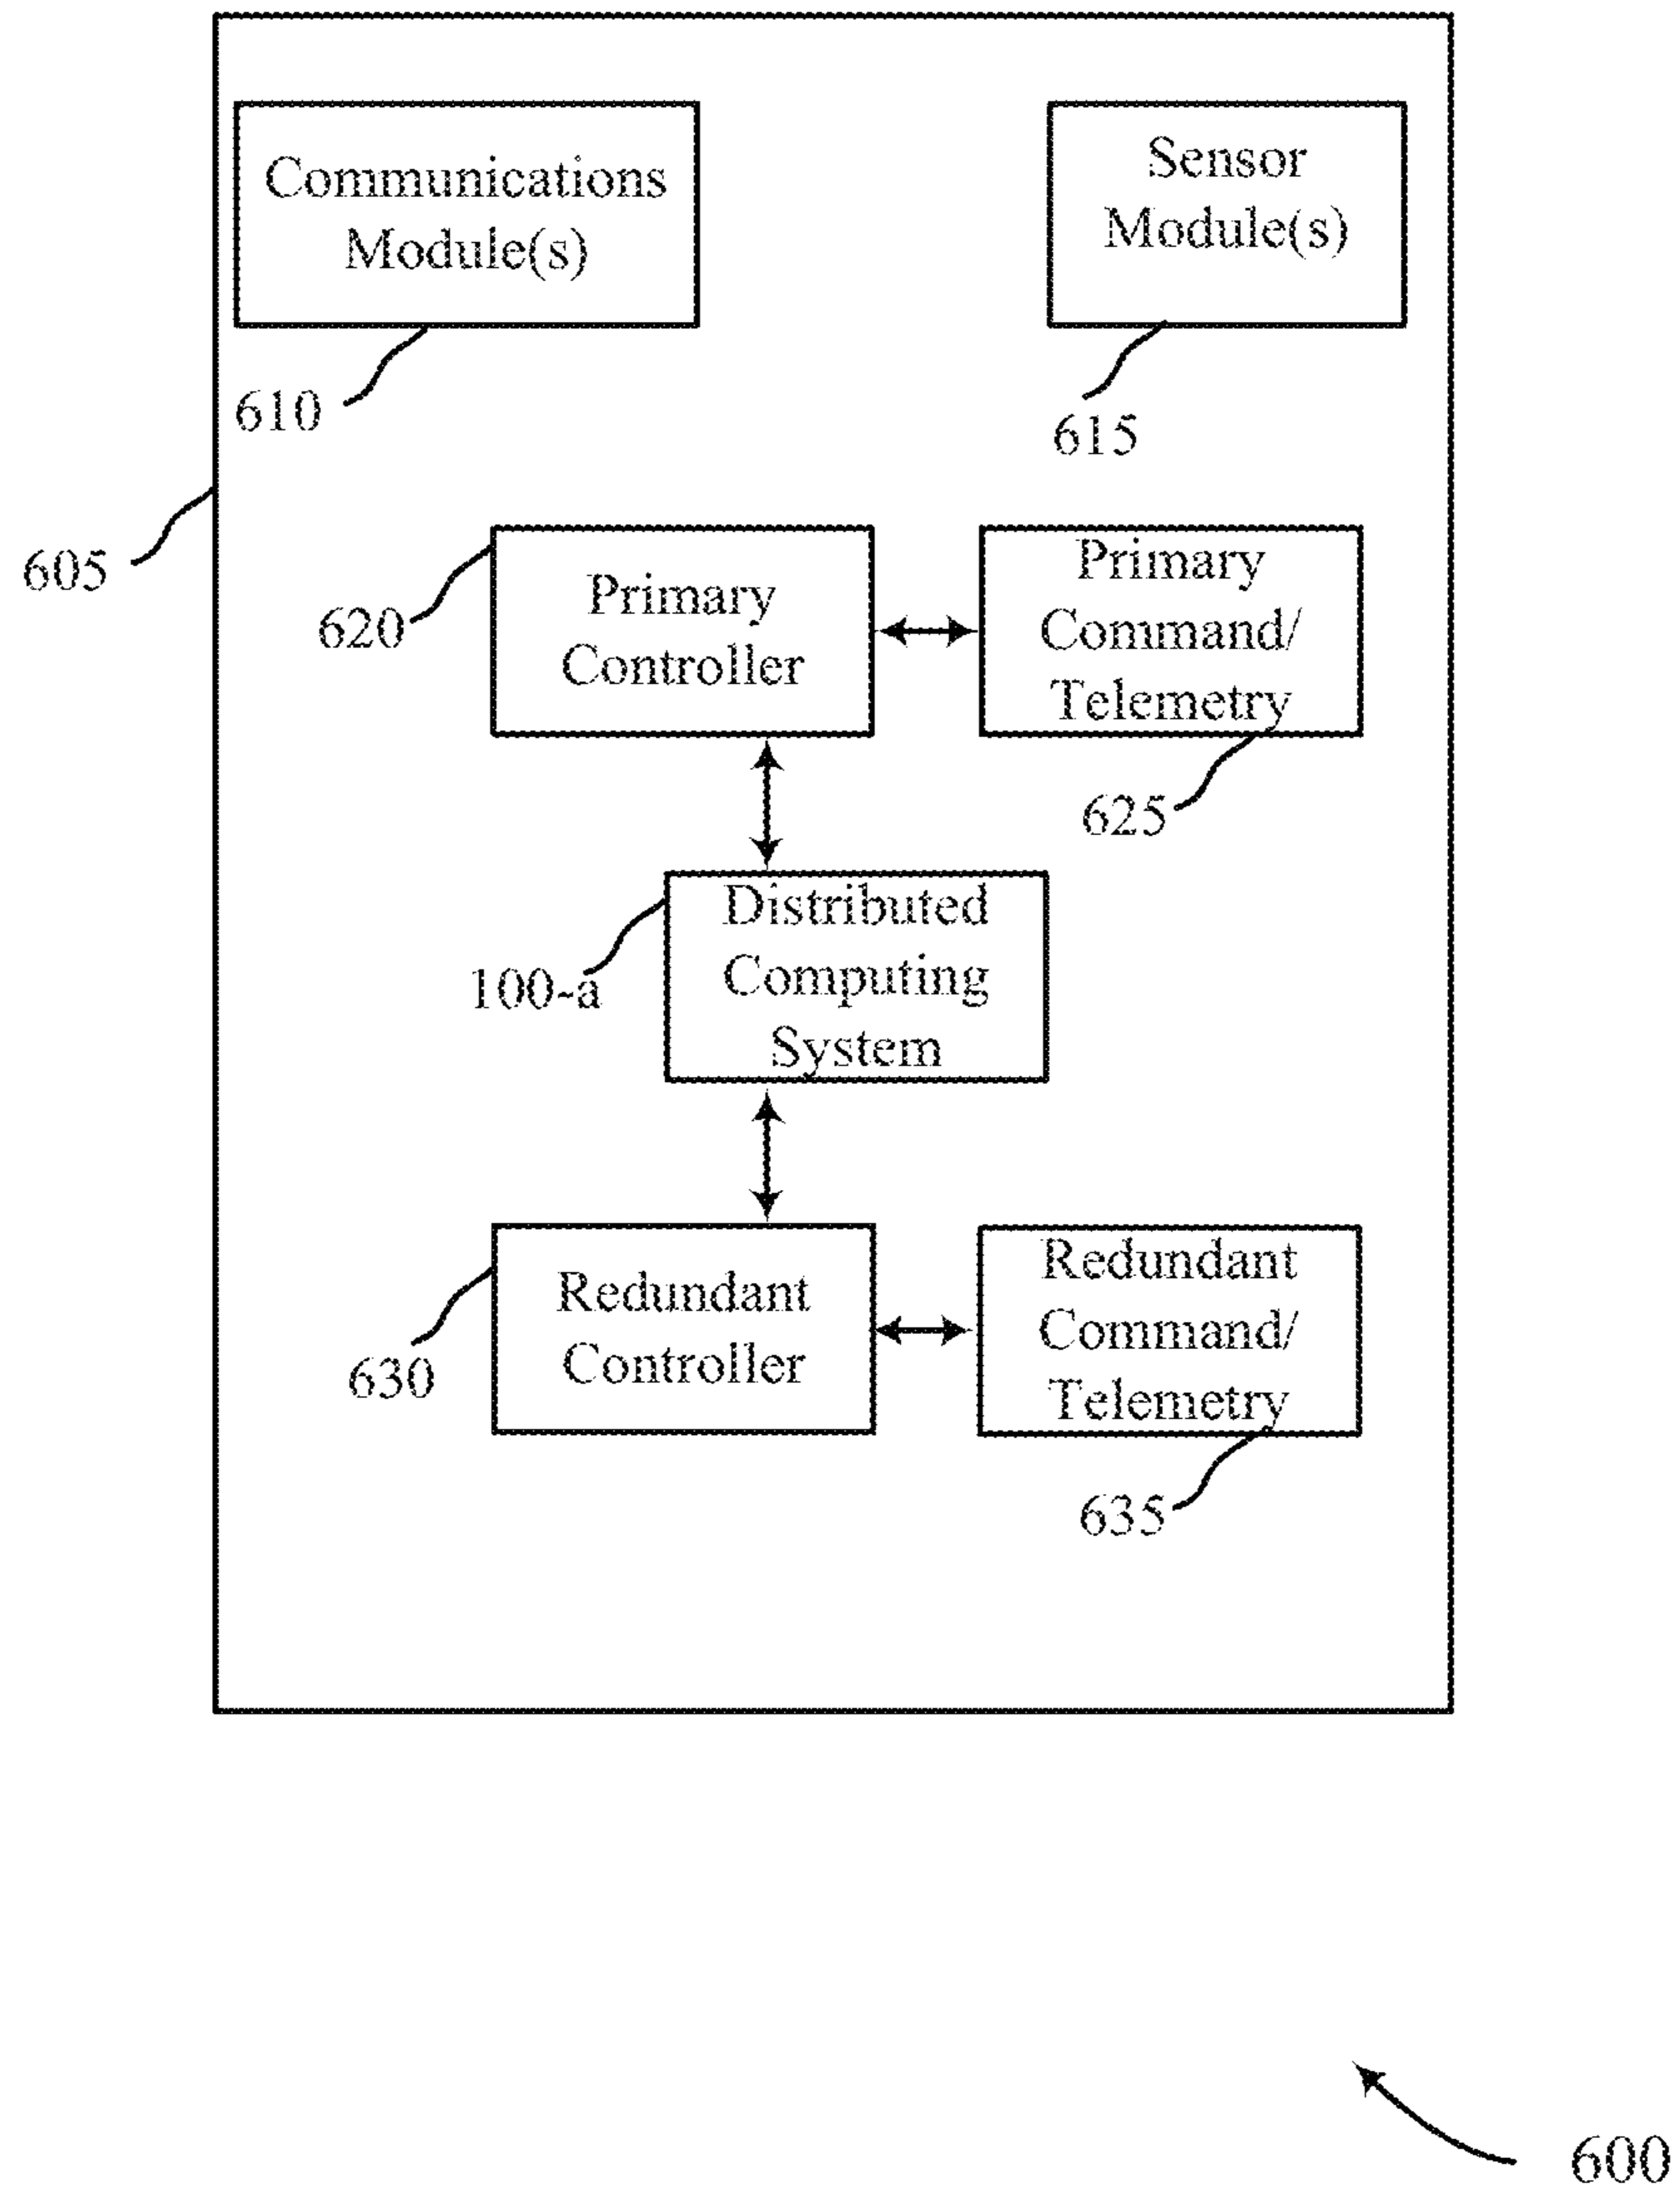 Communications
Module(s)
Sensor
Module(s)
610
615
605
620
Primary
Controller
Primary
Command/
Telemetry
625
100-a
Distributed
Computing
System
630
Redundant
Controller
Redundant
Command/
Telemetry
635
600